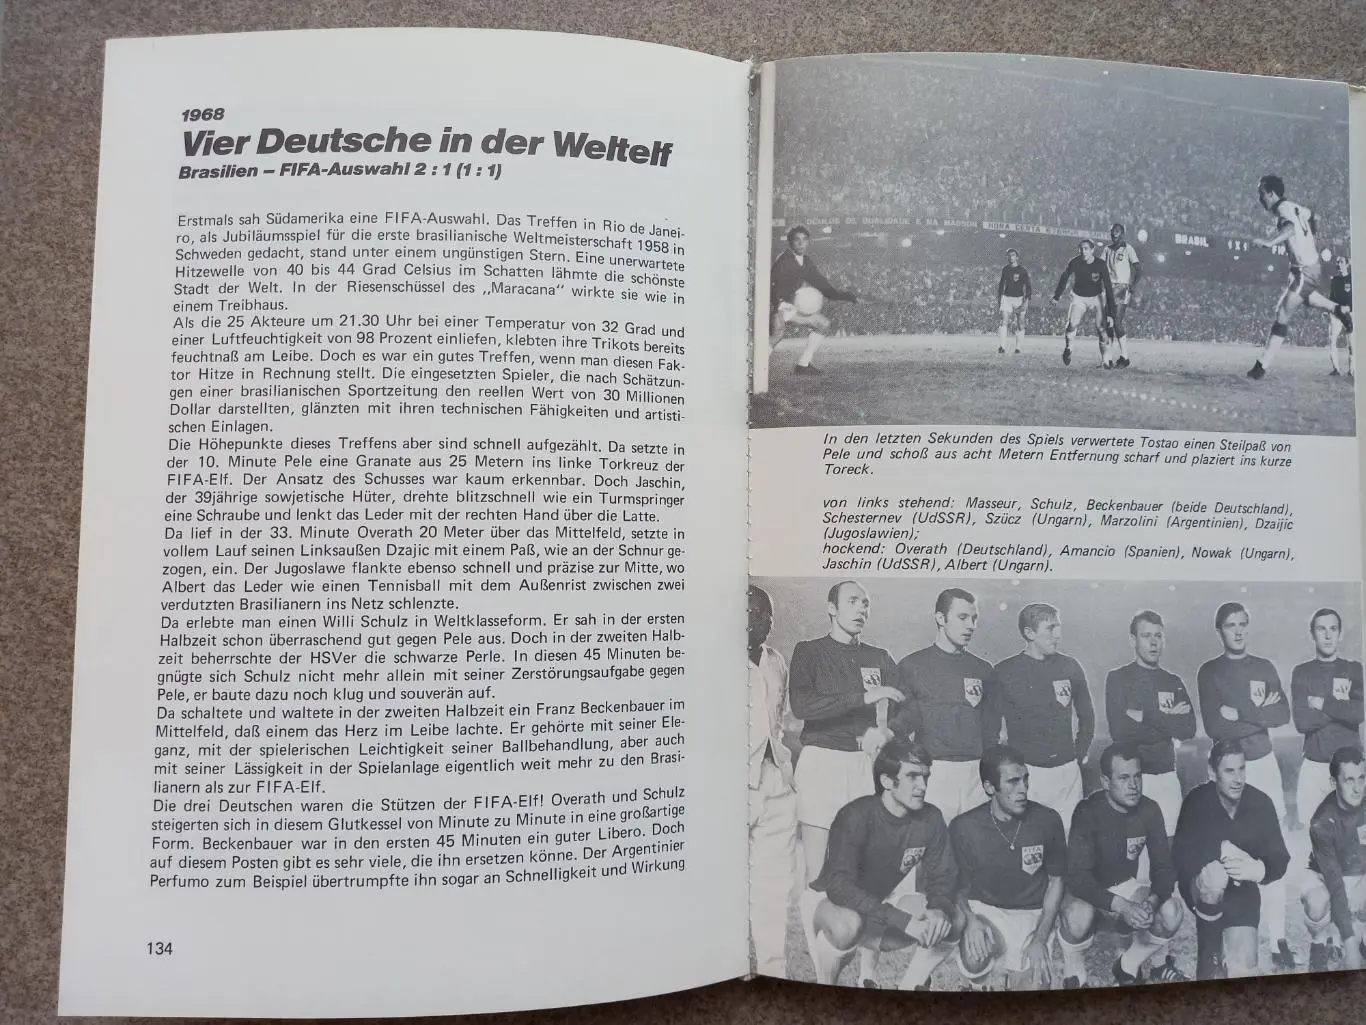 1968
Vier Deutsche in der Weltelf
Brasilien – FIFA-Auswahl 2 : 1 (1 : 1)
Erstmals sah Südamerika eine FIFA-Auswahl. Das Treffen in Rio de Janei-
ro, als Jubiläumsspiel für die erste brasilianische Weltmeisterschaft 1958 in
Schweden gedacht, stand unter einem ungünstigen Stern. Eine unerwartete
Hitzewelle von 40 bis 44 Grad Celsius im Schatten lähmte die schönste
Stadt der Welt. In der Riesenschüssel des „Maracana" wirkte sie wie in
einem Treibhaus.
Als die 25 Akteure um 21.30 Uhr bei einer Temperatur von 32 Grad und
einer Luftfeuchtigkeit von 98 Prozent einliefen, klebten ihre Trikots bereits
feuchtnaß am Leibe. Doch es war ein gutes Treffen, wenn man diesen Fak-
tor Hitze in Rechnung stellt. Die eingesetzten Spieler, die nach Schätzun-
gen einer brasilianischen Sportzeitung den reellen Wert von 30 Millionen
Dollar darstellten, glänzten mit ihren technischen Fähigkeiten und artisti-
schen Einlagen.
Die Höhepunkte dieses Treffens aber sind schnell aufgezählt. Da setzte in
der 10. Minute Pele eine Granate aus 25 Metern ins linke Torkreuz der
FIFA-Elf. Der Ansatz des Schusses war kaum erkennbar. Doch Jaschin,
der 39jährige sowjetische Hüter, drehte blitzschnell wie ein Turmspringer
eine Schraube und lenkt das Leder mit der rechten Hand über die Latte.
Da lief in der 33. Minute Overath 20 Meter über das Mittelfeld, setzte in
vollem Lauf seinen Linksaußen Dzajic mit einem Paß, wie an der Schnur ge-
zogen, ein. Der Jugoslawe flankte ebenso schnell und präzise zur Mitte, wo
Albert das Leder wie einen Tennisball mit dem Außenrist zwischen zwei
verdutzten Brasilianern ins Netz schlenzte.
Da erlebte man einen Willi Schulz in Weltklasseform. Er sah in der ersten
Halbzeit schon überraschend gut gegen Pele aus. Doch in der zweiten Halb-
zeit beherrschte der HSVer die schwarze Perle. In diesen 45 Minuten be-
gnügte sich Schulz nicht mehr allein mit seiner Zerstörungsaufgabe gegen
Pele, er baute dazu noch klug und souverän auf.
Da schaltete und waltete in der zweiten Halbzeit ein Franz Beckenbauer im
Mittelfeld, daß einem das Herz im Leibe lachte. Er gehörte mit seiner Ele-
ganz, mit der spielerischen Leichtigkeit seiner Ballbehandlung, aber auch
mit seiner Lässigkeit in der Spielanlage eigentlich weit mehr zu den Brasi-
lianern als zur FIFA-Elf.
Die drei Deutschen waren die Stützen der FIFA-Elf! Overath und Schulz
steigerten sich in diesem Glutkessel von Minute zu Minute in eine großartige
Form. Beckenbauer war in den ersten 45 Minuten ein guter Libero. Doch
auf diesem Posten gibt es sehr viele, die ihn ersetzen könne. Der Argentinier
Perfumo zum Beispiel übertrumpfte ihn sogar an Schnelligkeit und Wirkung
134
OCULOS DE QUALIDADE E NA MASSON
HORA CERTA
BRASIL 1 X 1
In den letzten Sekunden des Spiels verwertete Tostao einen Steilpaß von
Pele und schoß aus acht Metern Entfernung scharf und plaziert ins kurze
Toreck.
von links stehend: Masseur, Schulz, Beckenbauer (beide Deutschland),
Schesternev (UdSSR), Szücz (Ungarn), Marzolini (Argentinien), Dzaijic
(Jugoslawien);
hockend: Overath (Deutschland), Amancio (Spanien), Nowak (Ungarn),
Jaschin (UdSSR), Albert (Ungarn).
FIFA